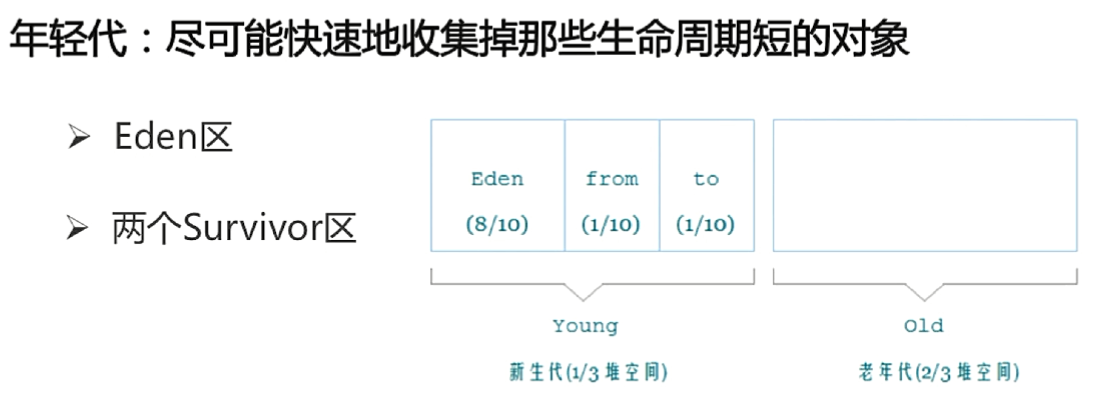 年轻代：尽可能快速地收集掉那些生命周期短的对象
➢ Eden区
➢ 两个Survivor区
Eden from to
(8/10) (1/10) (1/10)
Young Old
新生代(1/3 堆空间) 老年代(2/3 堆空间)